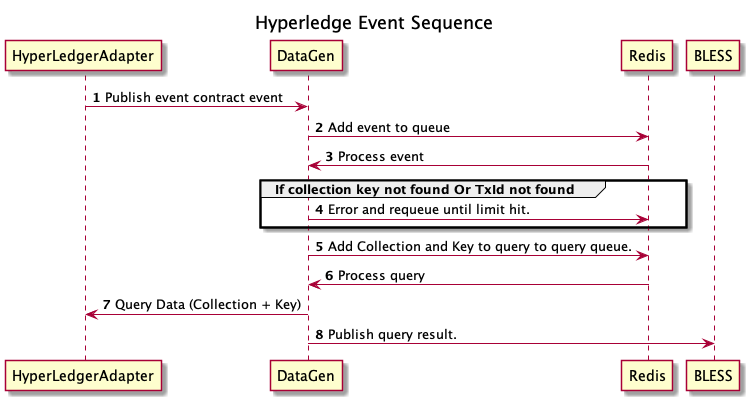 Hyperledge Event Sequence
HyperLedgerAdapter
DataGen
Redis
BLESS
1 Publish event contract event
2 Add event to queue
3 Process event
If collection key not found Or TxId not found
4 Error and requeue until limit hit.
5 Add Collection and Key to query to query queue.
6 Process query
7 Query Data (Collection + Key)
8 Publish query result.
HyperLedgerAdapter
DataGen
Redis
BLESS